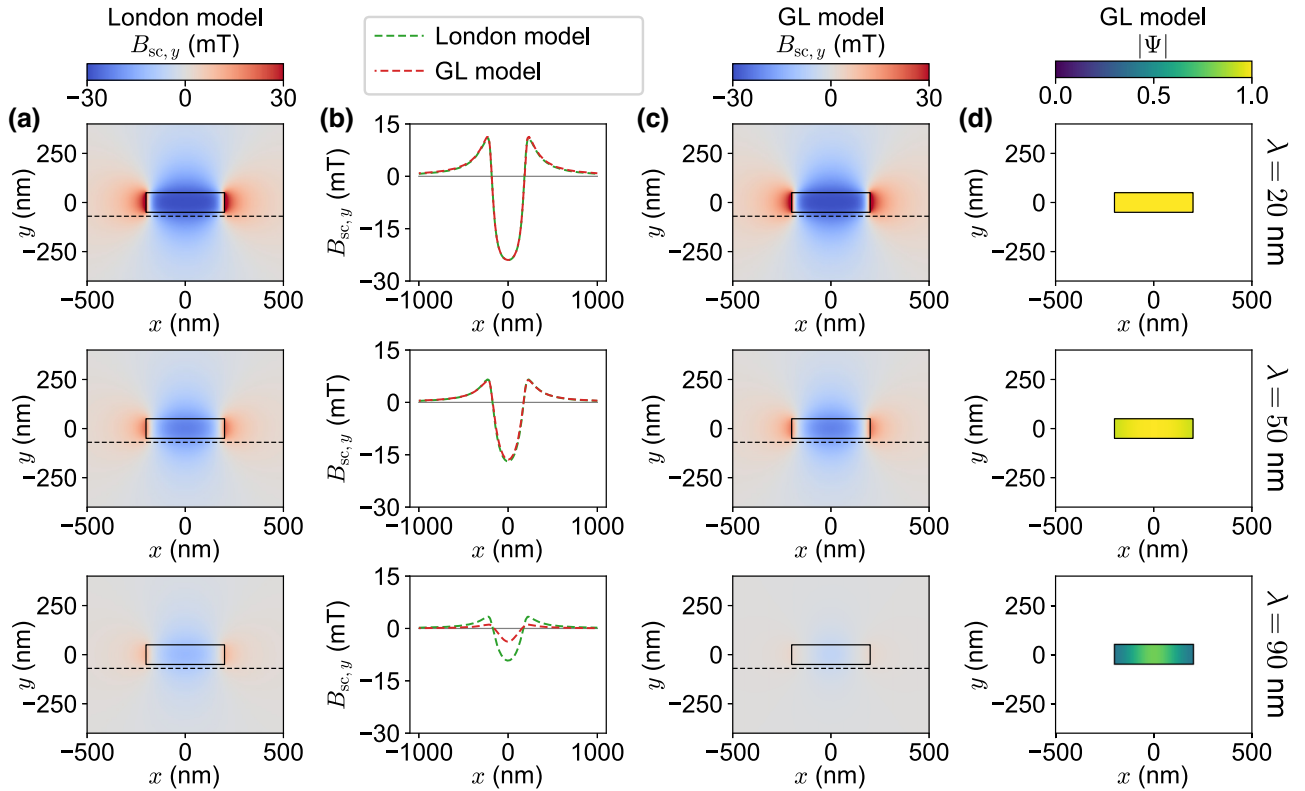 London model
B_sc, y (mT)
−30 0 30
London model
GL model
GL model
B_sc, y (mT)
−30 0 30
GL model
|Ψ|
0.0 0.5 1.0
(a)
250
0
−250
y (nm)
−500 0 500
x (nm)
(b)
15
0
−15
−30
B_sc, y (mT)
−1000 0 1000
x (nm)
(c)
250
0
−250
y (nm)
−500 0 500
x (nm)
(d)
250
0
−250
y (nm)
−500 0 500
x (nm)
λ = 20 nm
250
0
−250
y (nm)
−500 0 500
x (nm)
15
0
−15
−30
B_sc, y (mT)
−1000 0 1000
x (nm)
250
0
−250
y (nm)
−500 0 500
x (nm)
250
0
−250
y (nm)
−500 0 500
x (nm)
λ = 50 nm
250
0
−250
y (nm)
−500 0 500
x (nm)
15
0
−15
−30
B_sc, y (mT)
−1000 0 1000
x (nm)
250
0
−250
y (nm)
−500 0 500
x (nm)
250
0
−250
y (nm)
−500 0 500
x (nm)
λ = 90 nm